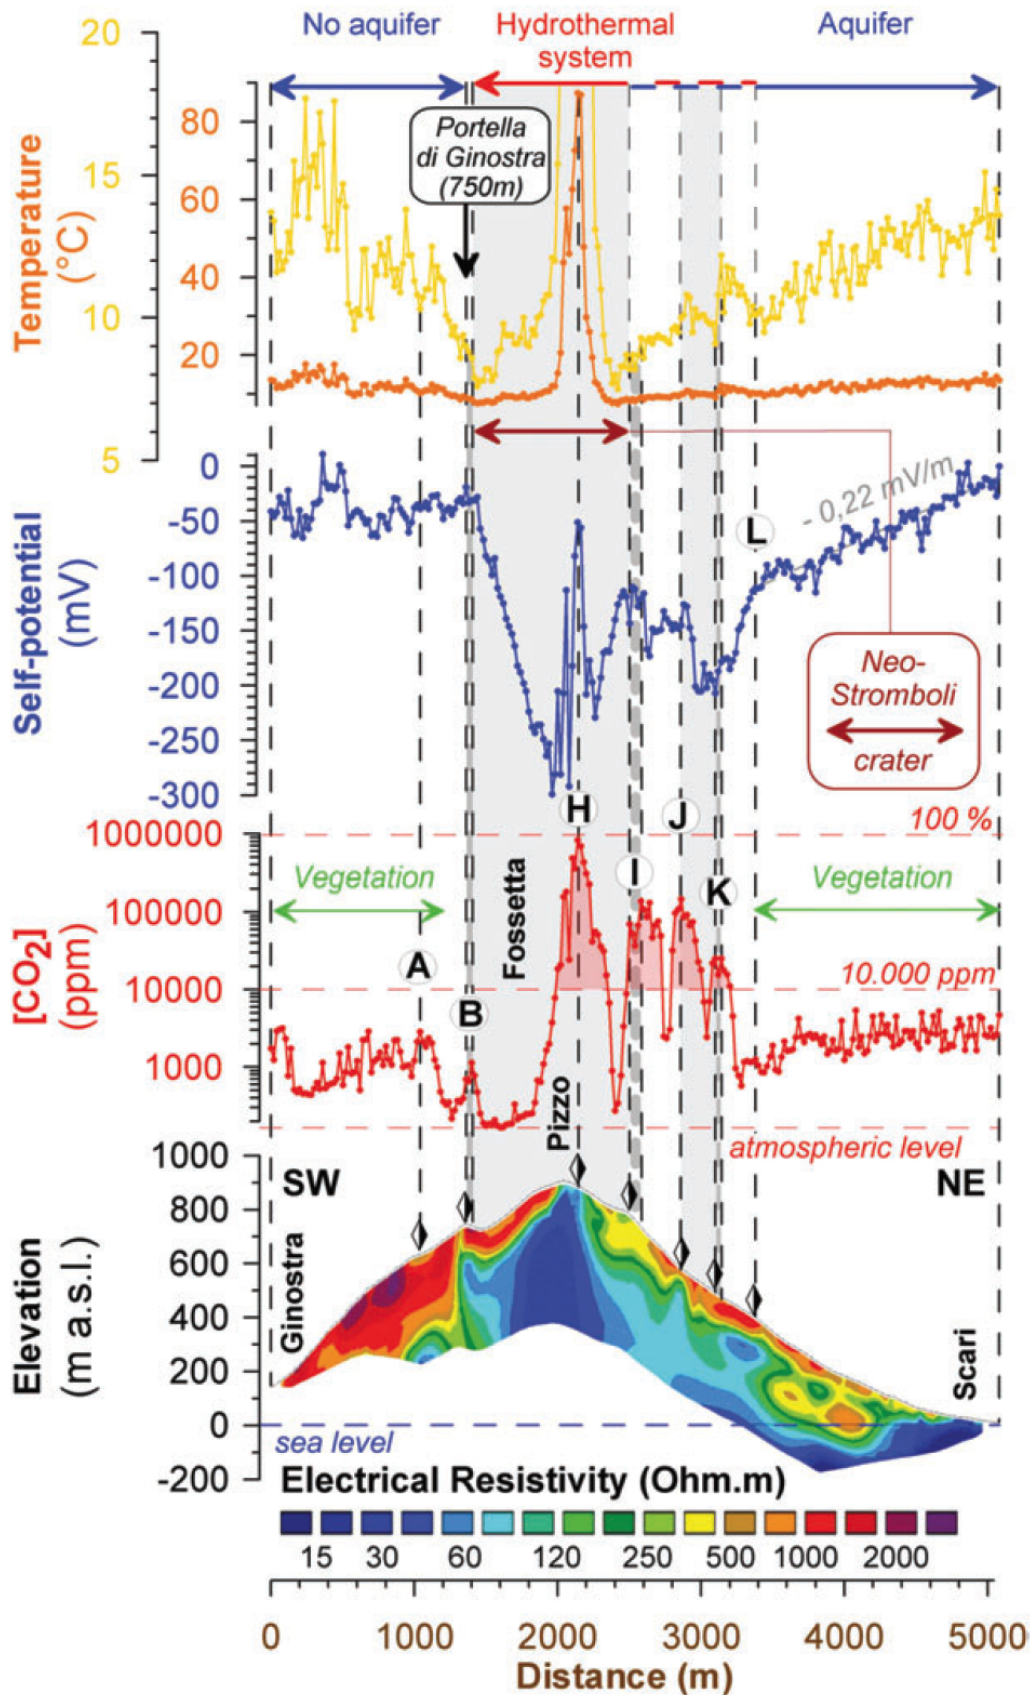 No aquifer
Hydrothermal
system
Aquifer
20
15
10
5
80
60
40
20
Temperature
(°C)
Portella
di Ginostra
(750m)
0
-50
-100
-150
-200
-250
-300
Self-potential
(mV)
- 0,22 mV/m
L
Neo-
Stromboli
crater
H
J
I
K
A
B
1000000
100000
10000
1000
[CO2]
(ppm)
100 %
Vegetation
Vegetation
Fossetta
10.000 ppm
Pizzo
atmospheric level
1000
800
600
400
200
0
-200
Elevation
(m a.s.l.)
SW
NE
Ginostra
Scari
sea level
Electrical Resistivity (Ohm.m)
15 30 60 120 250 500 1000 2000
0 1000 2000 3000 4000 5000
Distance (m)